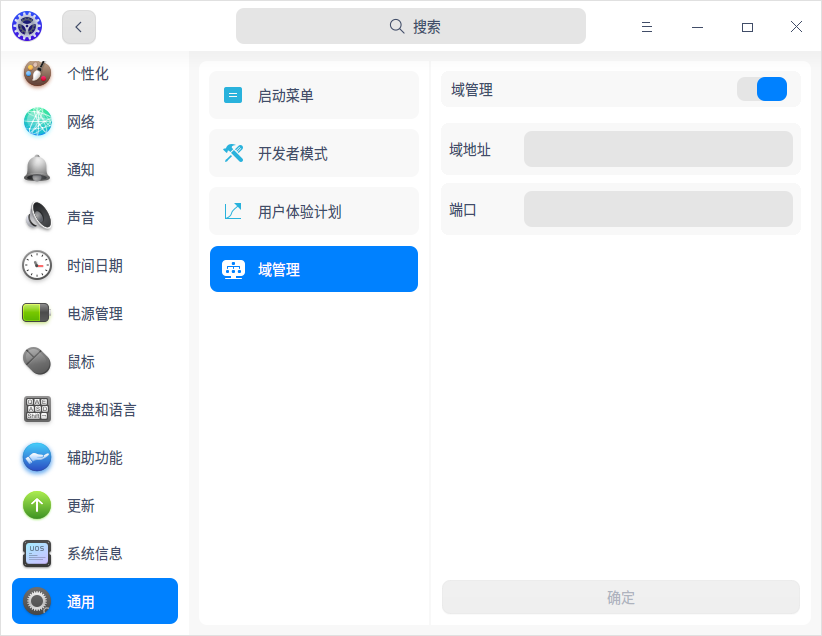 搜索
个性化
网络
通知
声音
时间日期
电源管理
鼠标
键盘和语言
辅助功能
更新
UOS
系统信息
通用
启动菜单
开发者模式
用户体验计划
域管理
域管理
域地址
端口
确定